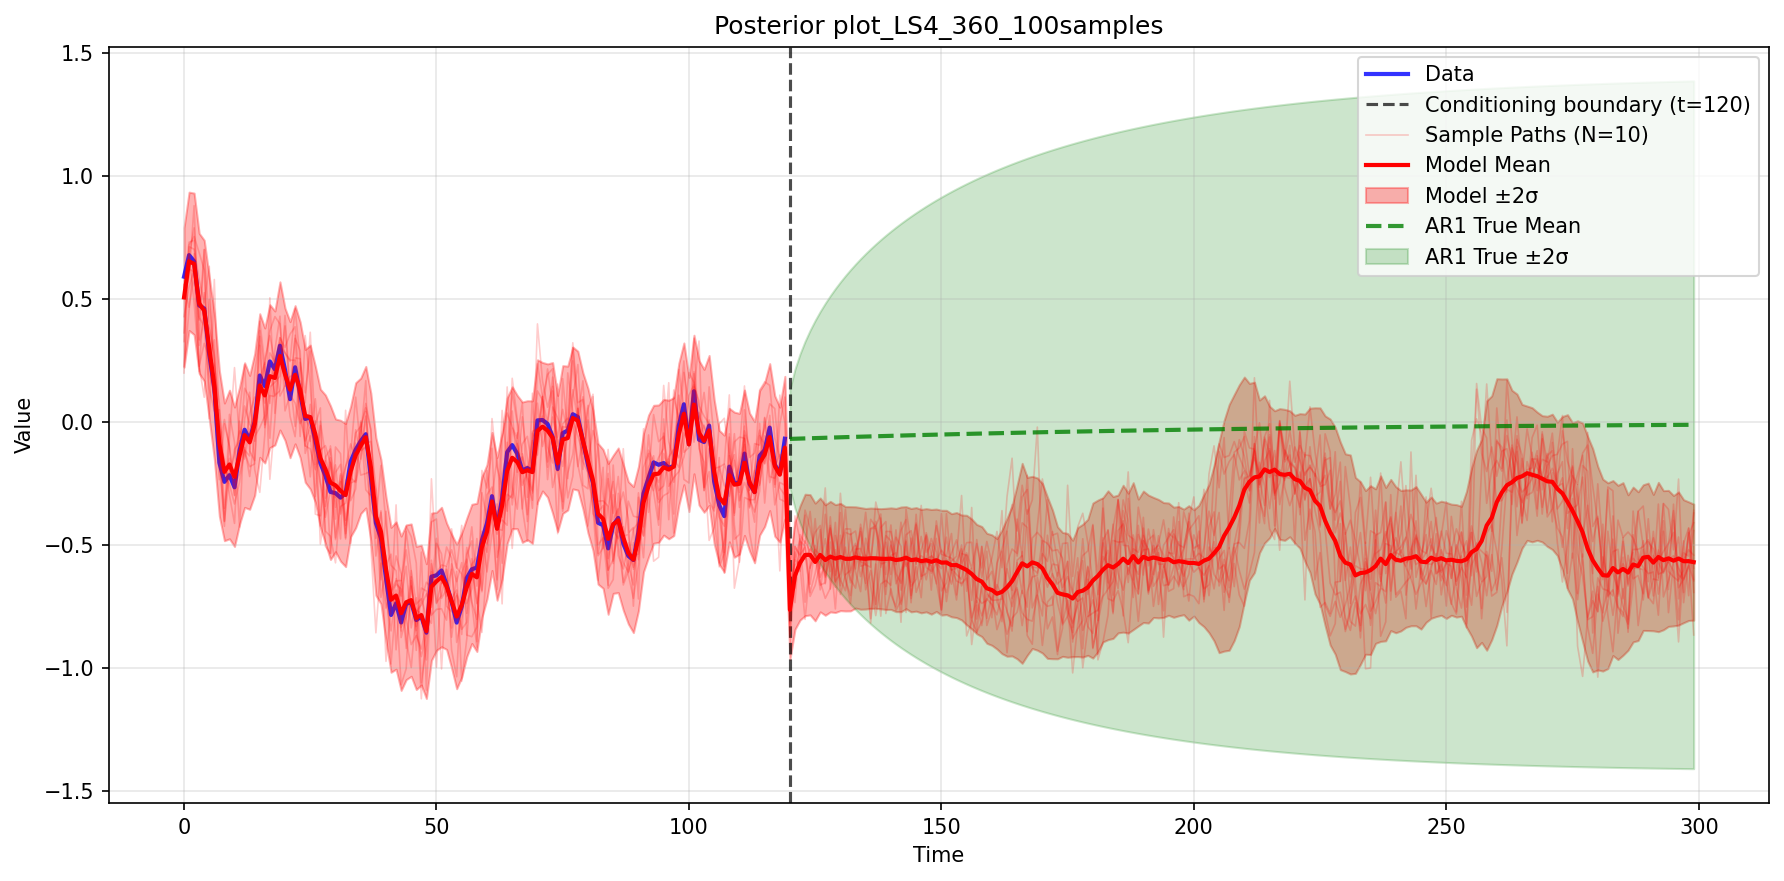 Posterior plot_LS4_360_100samples
Value
1.5
1.0
0.5
0.0
−0.5
−1.0
−1.5
Data
Conditioning boundary (t=120)
Sample Paths (N=10)
Model Mean
Model ±2σ
AR1 True Mean
AR1 True ±2σ
0 50 100 150 200 250 300
Time